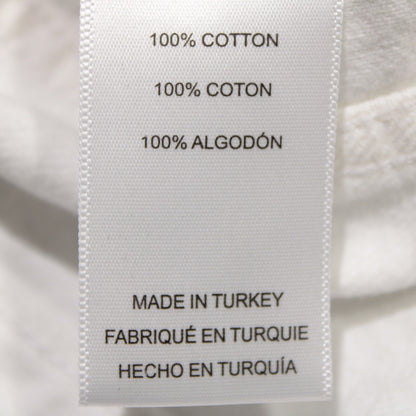 100% COTTON
100% COTON
100% ALGODÓN
MADE IN TURKEY
FABRIQUÉ EN TURQUIE
HECHO EN TURQUÍA